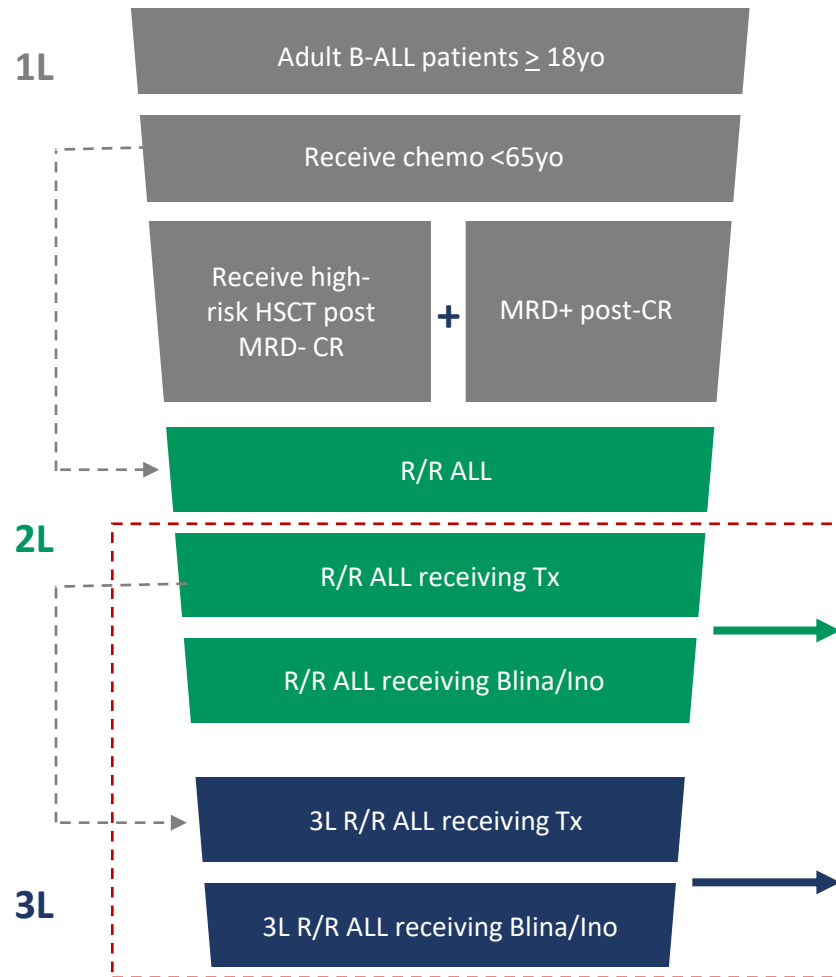 1L
Adult B-ALL patients ≥ 18yo
Receive chemo <65yo
Receive high-
risk HSCT post
MRD- CR
+
MRD+ post-CR
R/R ALL
2L
R/R ALL receiving Tx
R/R ALL receiving Blina/Ino
3L R/R ALL receiving Tx
3L
3L R/R ALL receiving Blina/Ino